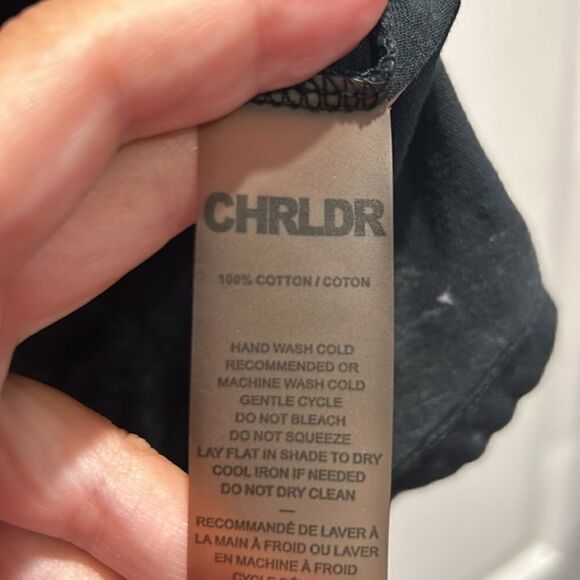 CHRLDR
100% COTTON / COTON
HAND WASH COLD
RECOMMENDED OR
MACHINE WASH COLD
GENTLE CYCLE
DO NOT BLEACH
DO NOT SQUEEZE
LAY FLAT IN SHADE TO DRY
COOL IRON IF NEEDED
DO NOT DRY CLEAN
—
RECOMMANDÉ DE LAVER À
LA MAIN À FROID OU LAVER
EN MACHINE À FROID